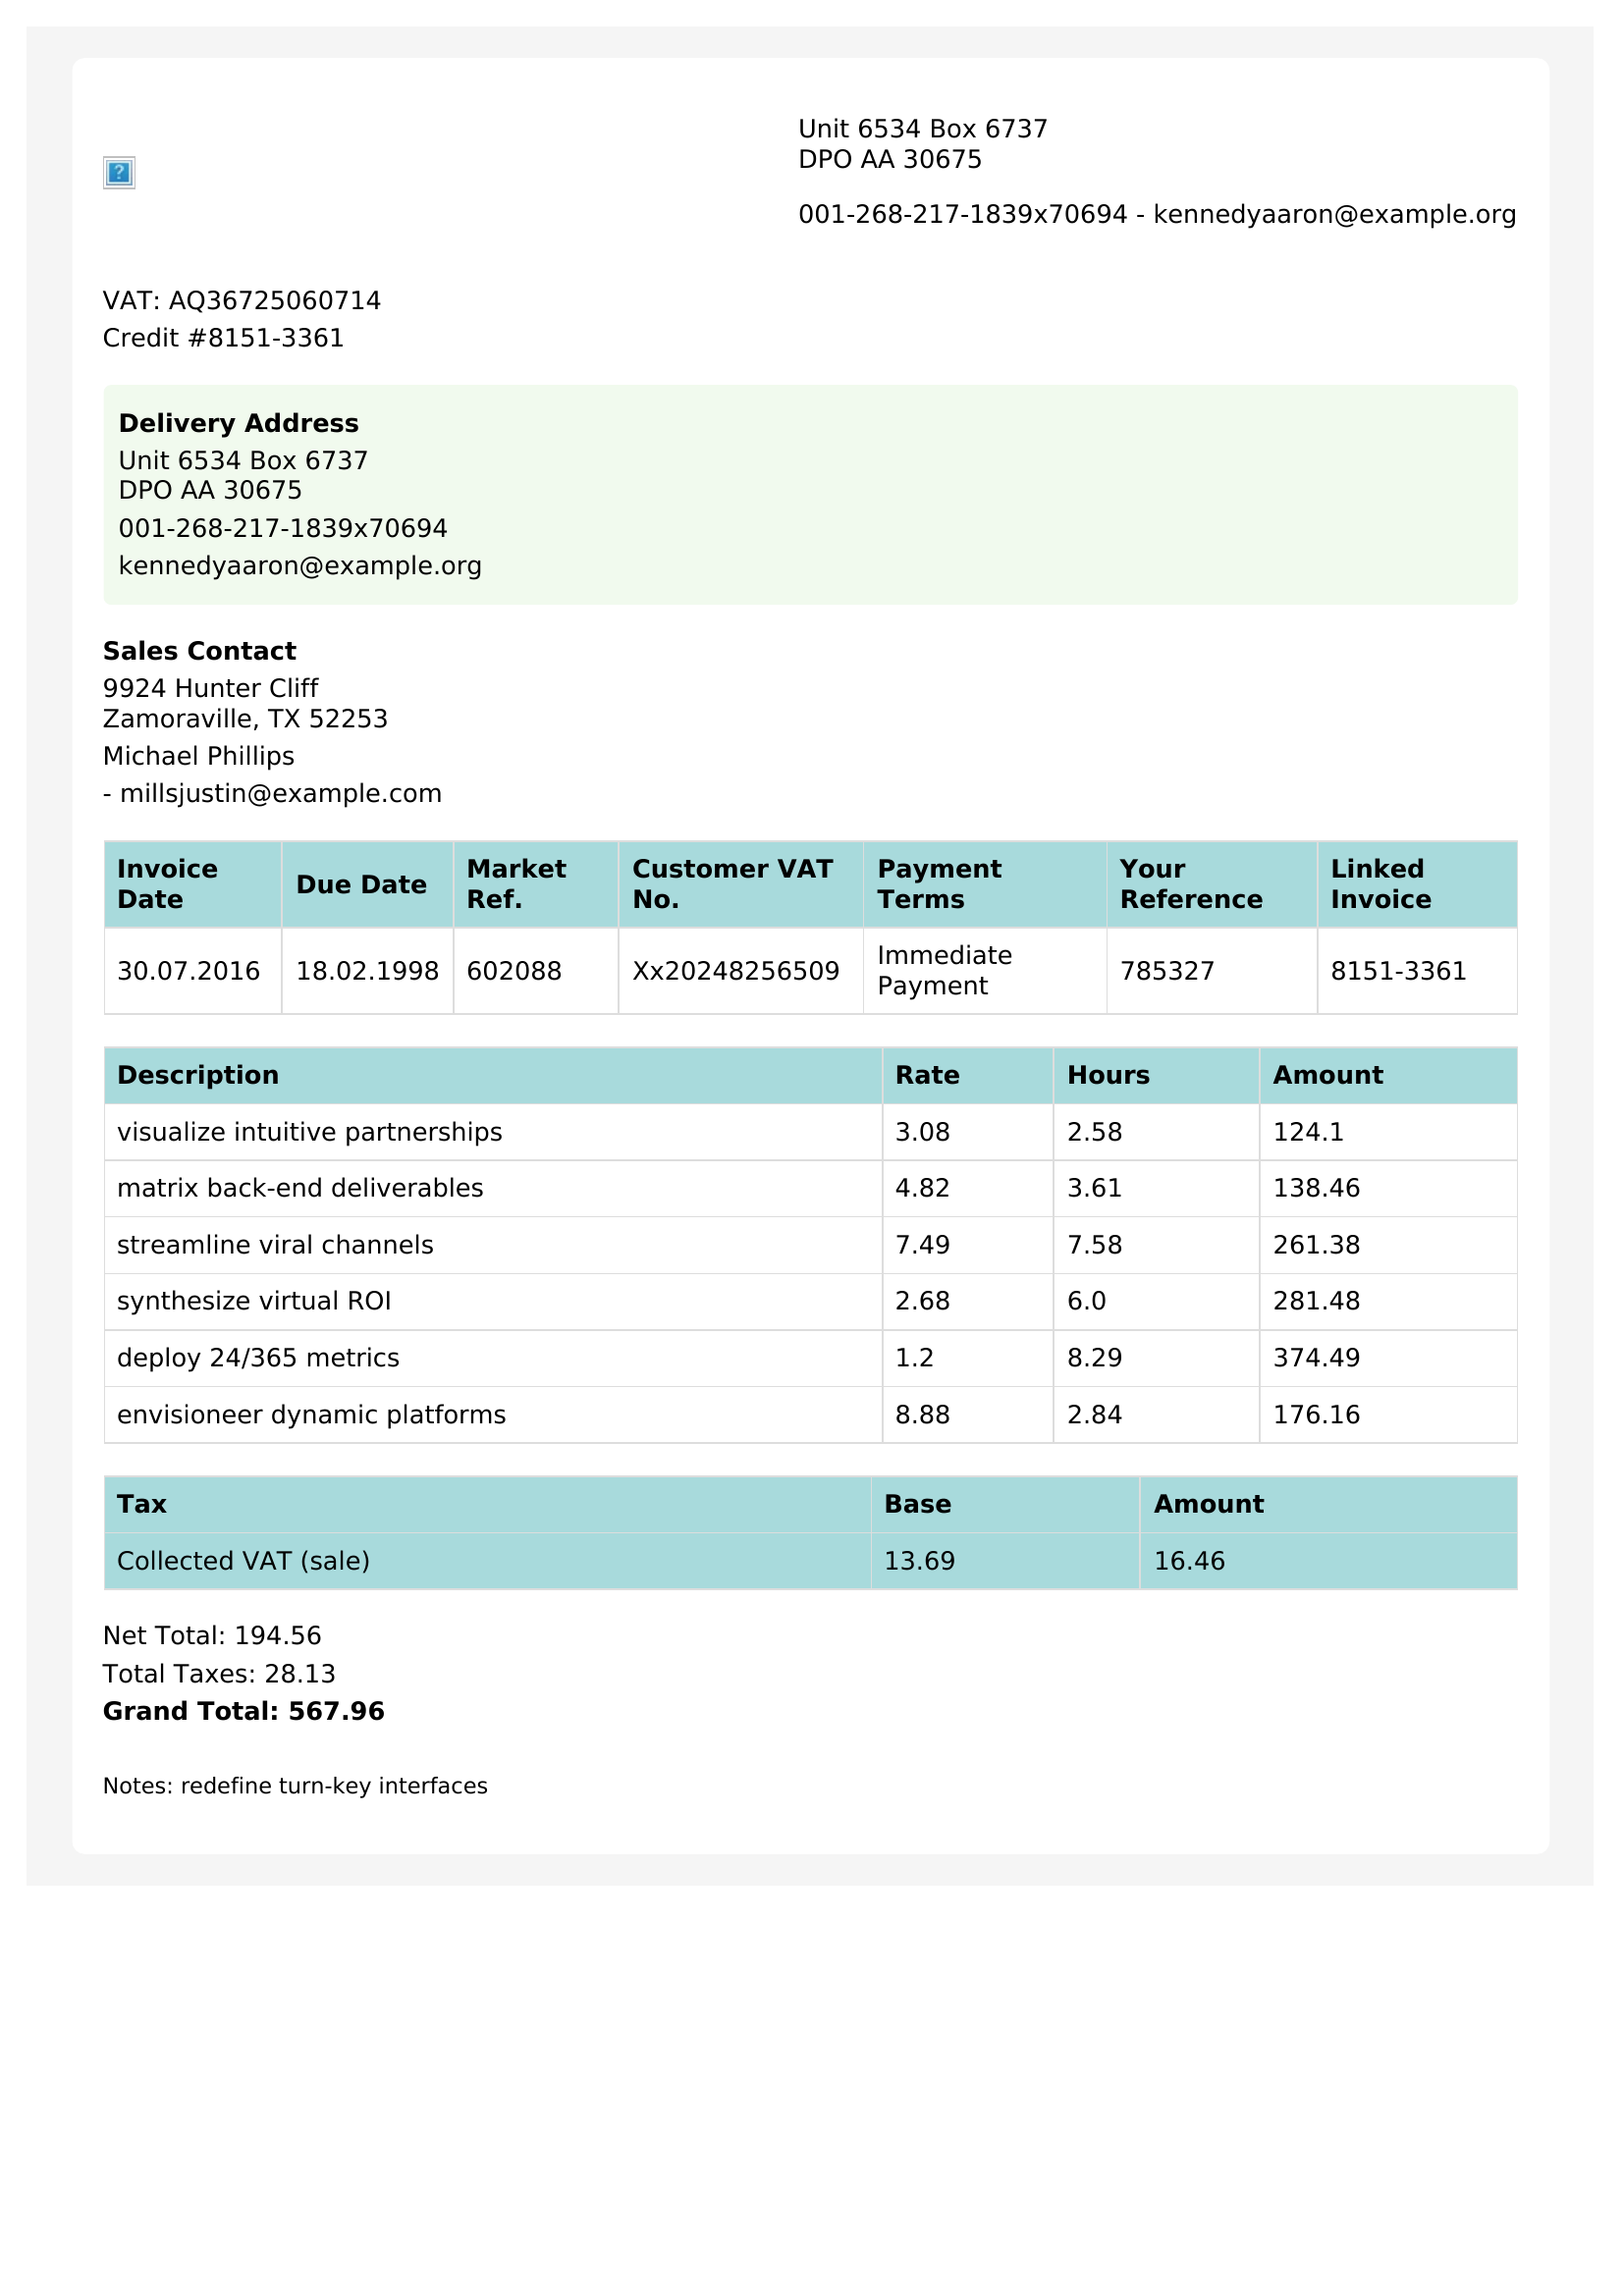 Unit 6534 Box 6737
DPO AA 30675
001-268-217-1839x70694 - kennedyaaron@example.org
VAT: AQ36725060714
Credit #8151-3361
Delivery Address
Unit 6534 Box 6737
DPO AA 30675
001-268-217-1839x70694
kennedyaaron@example.org
Sales Contact
9924 Hunter Cliff
Zamoraville, TX 52253
Michael Phillips
- millsjustin@example.com
Invoice Date Due Date Market Ref. Customer VAT No. Payment Terms Your Reference Linked Invoice
30.07.2016 18.02.1998 602088 Xx20248256509 Immediate Payment 785327 8151-3361
Description Rate Hours Amount
visualize intuitive partnerships 3.08 2.58 124.1
matrix back-end deliverables 4.82 3.61 138.46
streamline viral channels 7.49 7.58 261.38
synthesize virtual ROI 2.68 6.0 281.48
deploy 24/365 metrics 1.2 8.29 374.49
envisioneer dynamic platforms 8.88 2.84 176.16
Tax Base Amount
Collected VAT (sale) 13.69 16.46
Net Total: 194.56
Total Taxes: 28.13
Grand Total: 567.96
Notes: redefine turn-key interfaces